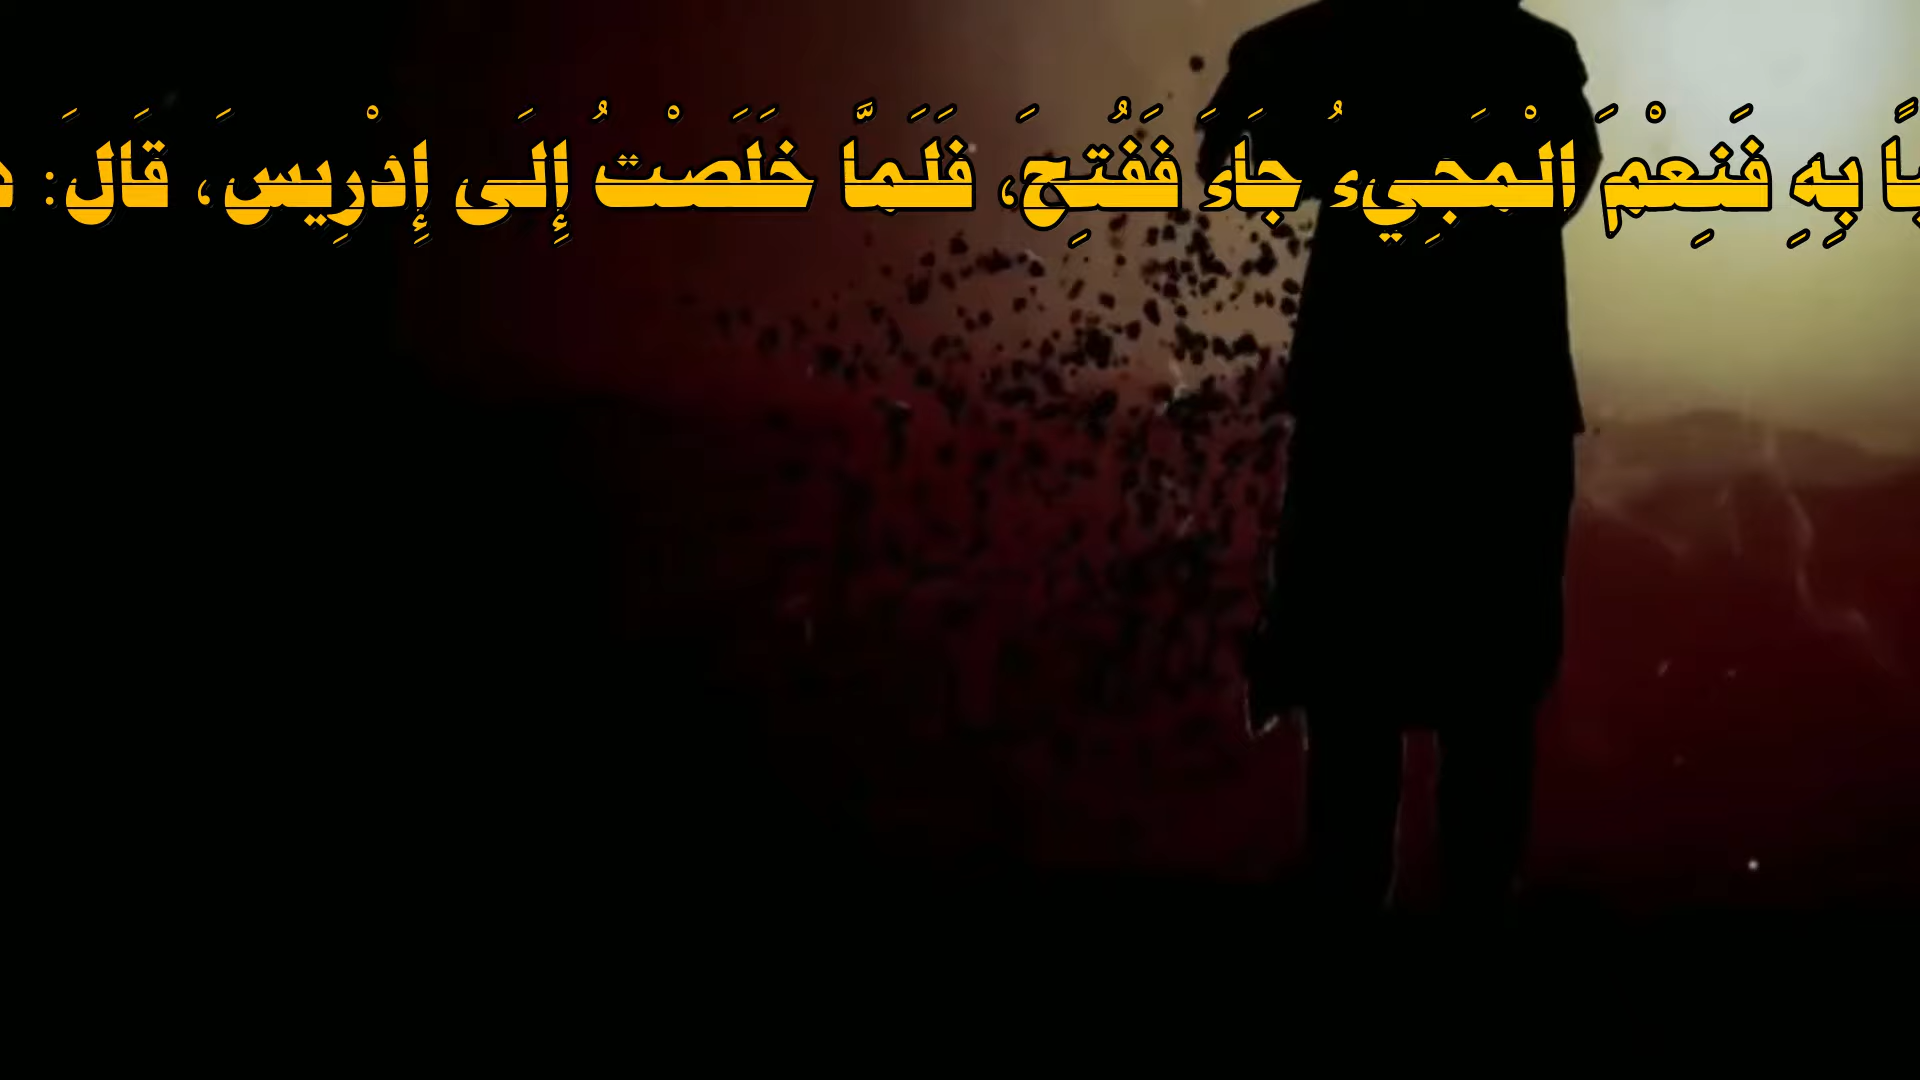 بِهِ فَنِعْمَ الْمَجِيءُ جَاءَ فَفُتِحَ، فَلَمَّا خَلَصْتُ إِلَى إِدْرِيسَ، قَالَ: